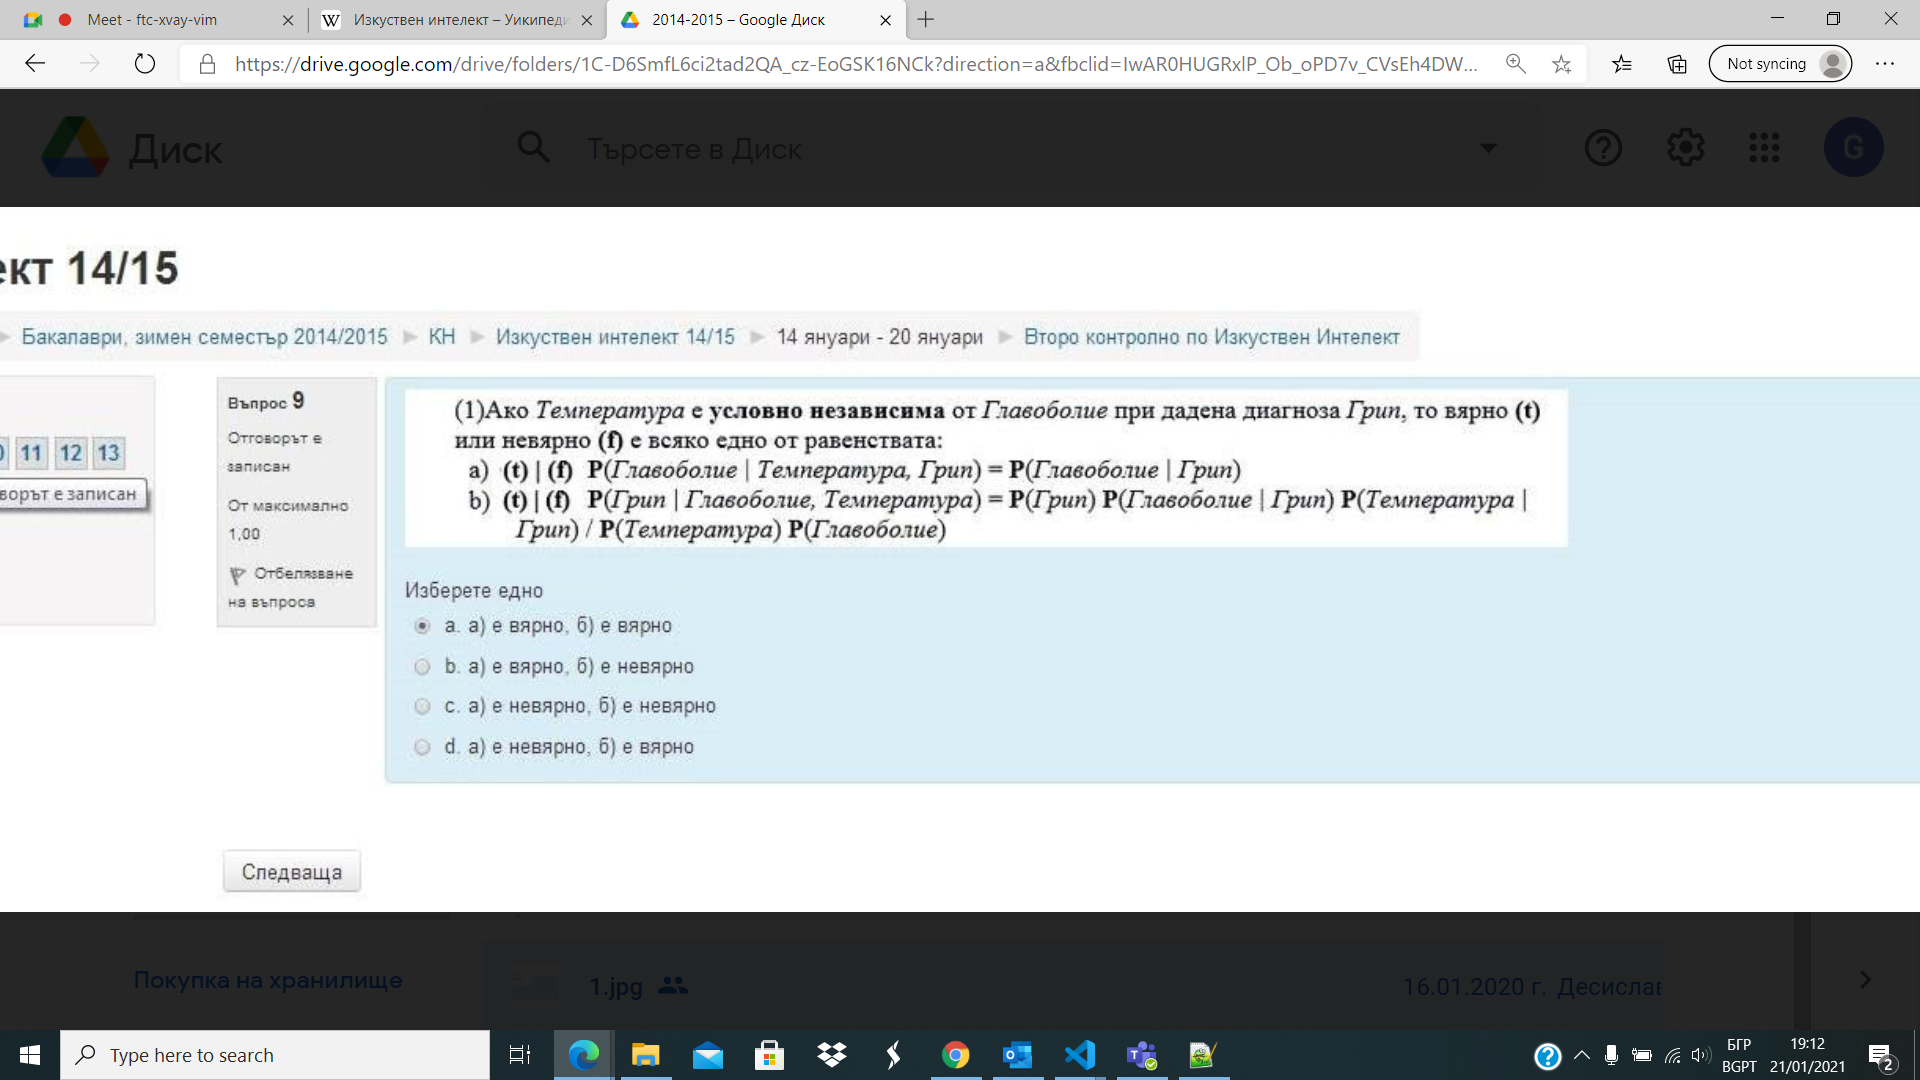 Meet - ftc-xvay-vim
Изкуствен интелект – Уикипеди
2014-2015 – Google Диск
https://drive.google.com/drive/folders/1C-D6SmfL6ci2tad2QA_cz-EoGSK16NCk?direction=a&fbclid=IwAR0HUGRxlP_Ob_oPD7v_CVsEh4DW...
Not syncing
Диск
Търсете в Диск
G
ект 14/15
Бакалаври, зимен семестър 2014/2015 ► КН ► Изкуствен интелект 14/15 ► 14 януари - 20 януари ► Второ контролно по Изкуствен Интелект
11 12 13
ворът е записан
Въпрос 9
Отговорът е
записан
От максимално
1,00
Отбелязване
на въпроса
(1)Ако Температура е условно независима от Главоболие при дадена диагноза Грип, то вярно (t)
или невярно (f) е всяко едно от равенствата:
a) (t) | (f) P(Главоболие | Температура, Грип) = P(Главоболие | Грип)
b) (t) | (f) P(Грип | Главоболие, Температура) = P(Грип) P(Главоболие | Грип) P(Температура |
Грип) / P(Температура) P(Главоболие)
Изберете едно
a. а) е вярно, б) е вярно
b. а) е вярно, б) е невярно
c. а) е невярно, б) е невярно
d. а) е невярно, б) е вярно
Следваща
Покупка на хранилище
1.jpg
16.01.2020 г. Десислав
Type here to search
БГР
BGPT
19:12
21/01/2021
2